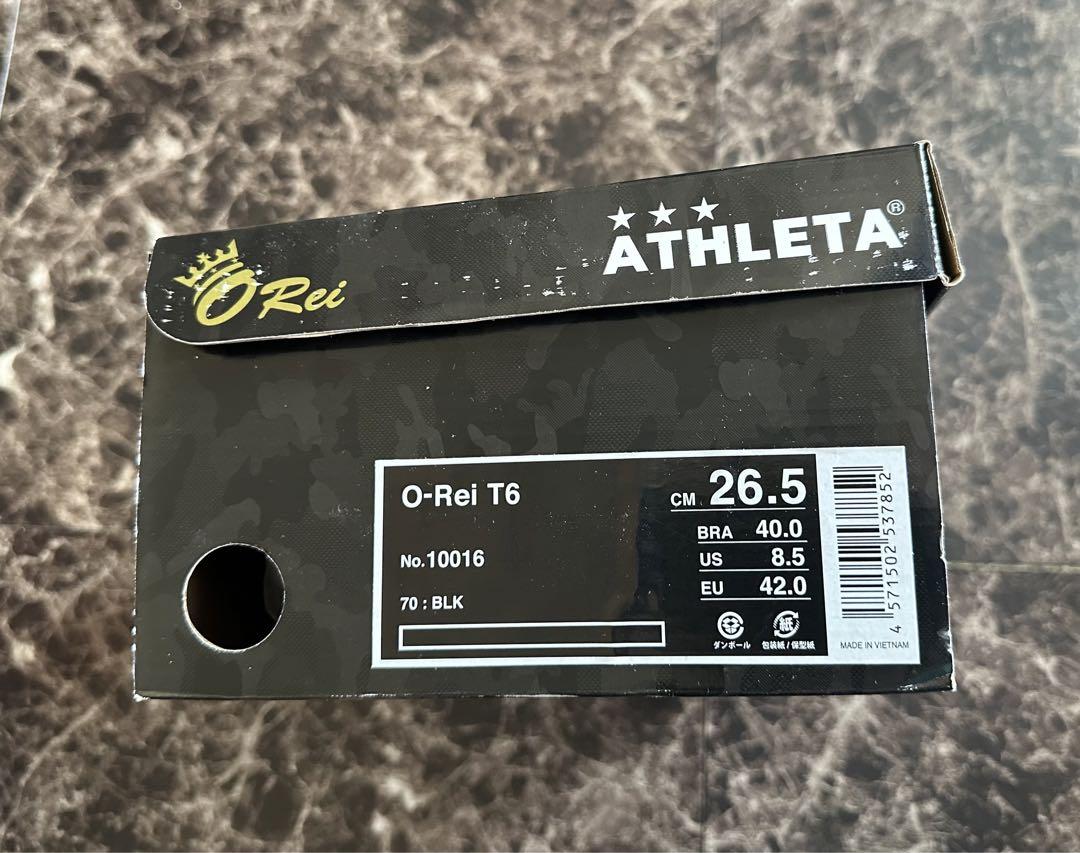 O Rei
ATHLETA®
O-Rei T6
No.10016
70 : BLK
CM 26.5
BRA 40.0
US 8.5
EU 42.0
ダンボール
紙
包装紙 / 保型紙
4 571502 537852
MADE IN VIETNAM